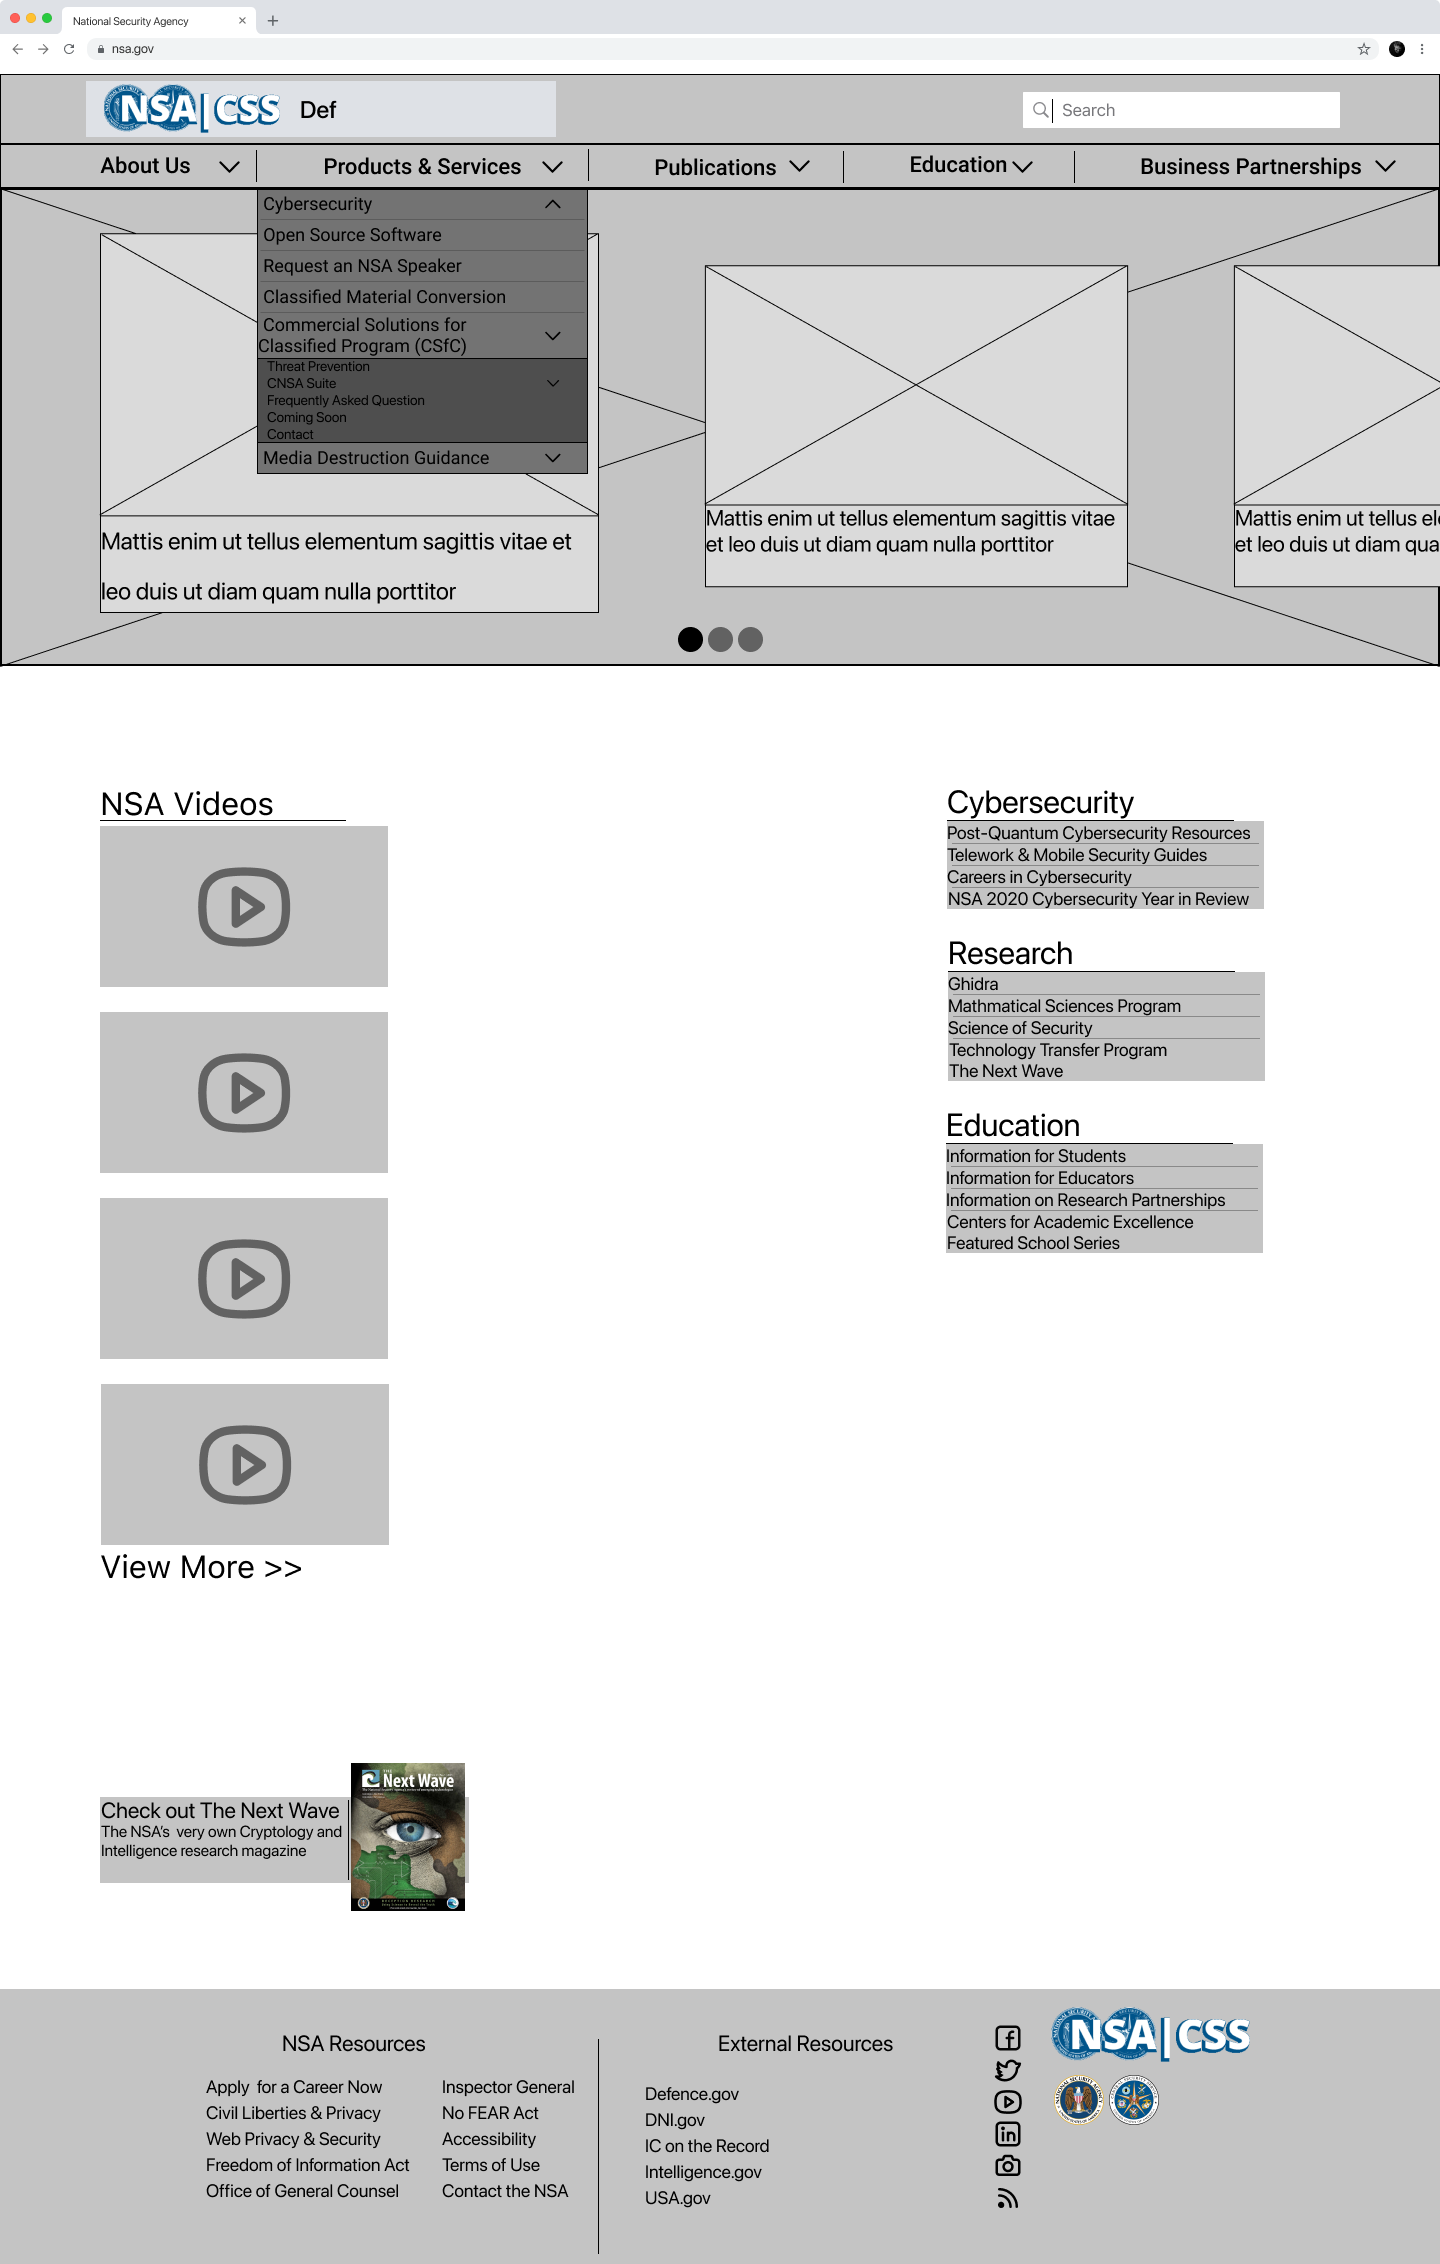 National Security Agency
nsa.gov
NSA|CSS Def
Search
About Us
Products & Services
Publications
Education
Business Partnerships
Cybersecurity
Open Source Software
Request an NSA Speaker
Classified Material Conversion
Commercial Solutions for
Classified Program (CSfC)
Threat Prevention
CNSA Suite
Frequently Asked Question
Coming Soon
Contact
Media Destruction Guidance
Mattis enim ut tellus elementum sagittis vitae et
leo duis ut diam quam nulla porttitor
Mattis enim ut tellus elementum sagittis vitae
et leo duis ut diam quam nulla porttitor
Mattis enim ut tellus el
et leo duis ut diam qua
NSA Videos
View More >>
Cybersecurity
Post-Quantum Cybersecurity Resources
Telework & Mobile Security Guides
Careers in Cybersecurity
NSA 2020 Cybersecurity Year in Review
Research
Ghidra
Mathmatical Sciences Program
Science of Security
Technology Transfer Program
The Next Wave
Education
Information for Students
Information for Educators
Information on Research Partnerships
Centers for Academic Excellence
Featured School Series
Check out The Next Wave
The NSA's  very own Cryptology and
Intelligence research magazine
THE
Next Wave
NSA Resources
Apply  for a Career Now
Civil Liberties & Privacy
Web Privacy & Security
Freedom of Information Act
Office of General Counsel
Inspector General
No FEAR Act
Accessibility
Terms of Use
Contact the NSA
External Resources
Defence.gov
DNI.gov
IC on the Record
Intelligence.gov
USA.gov
NSA|CSS